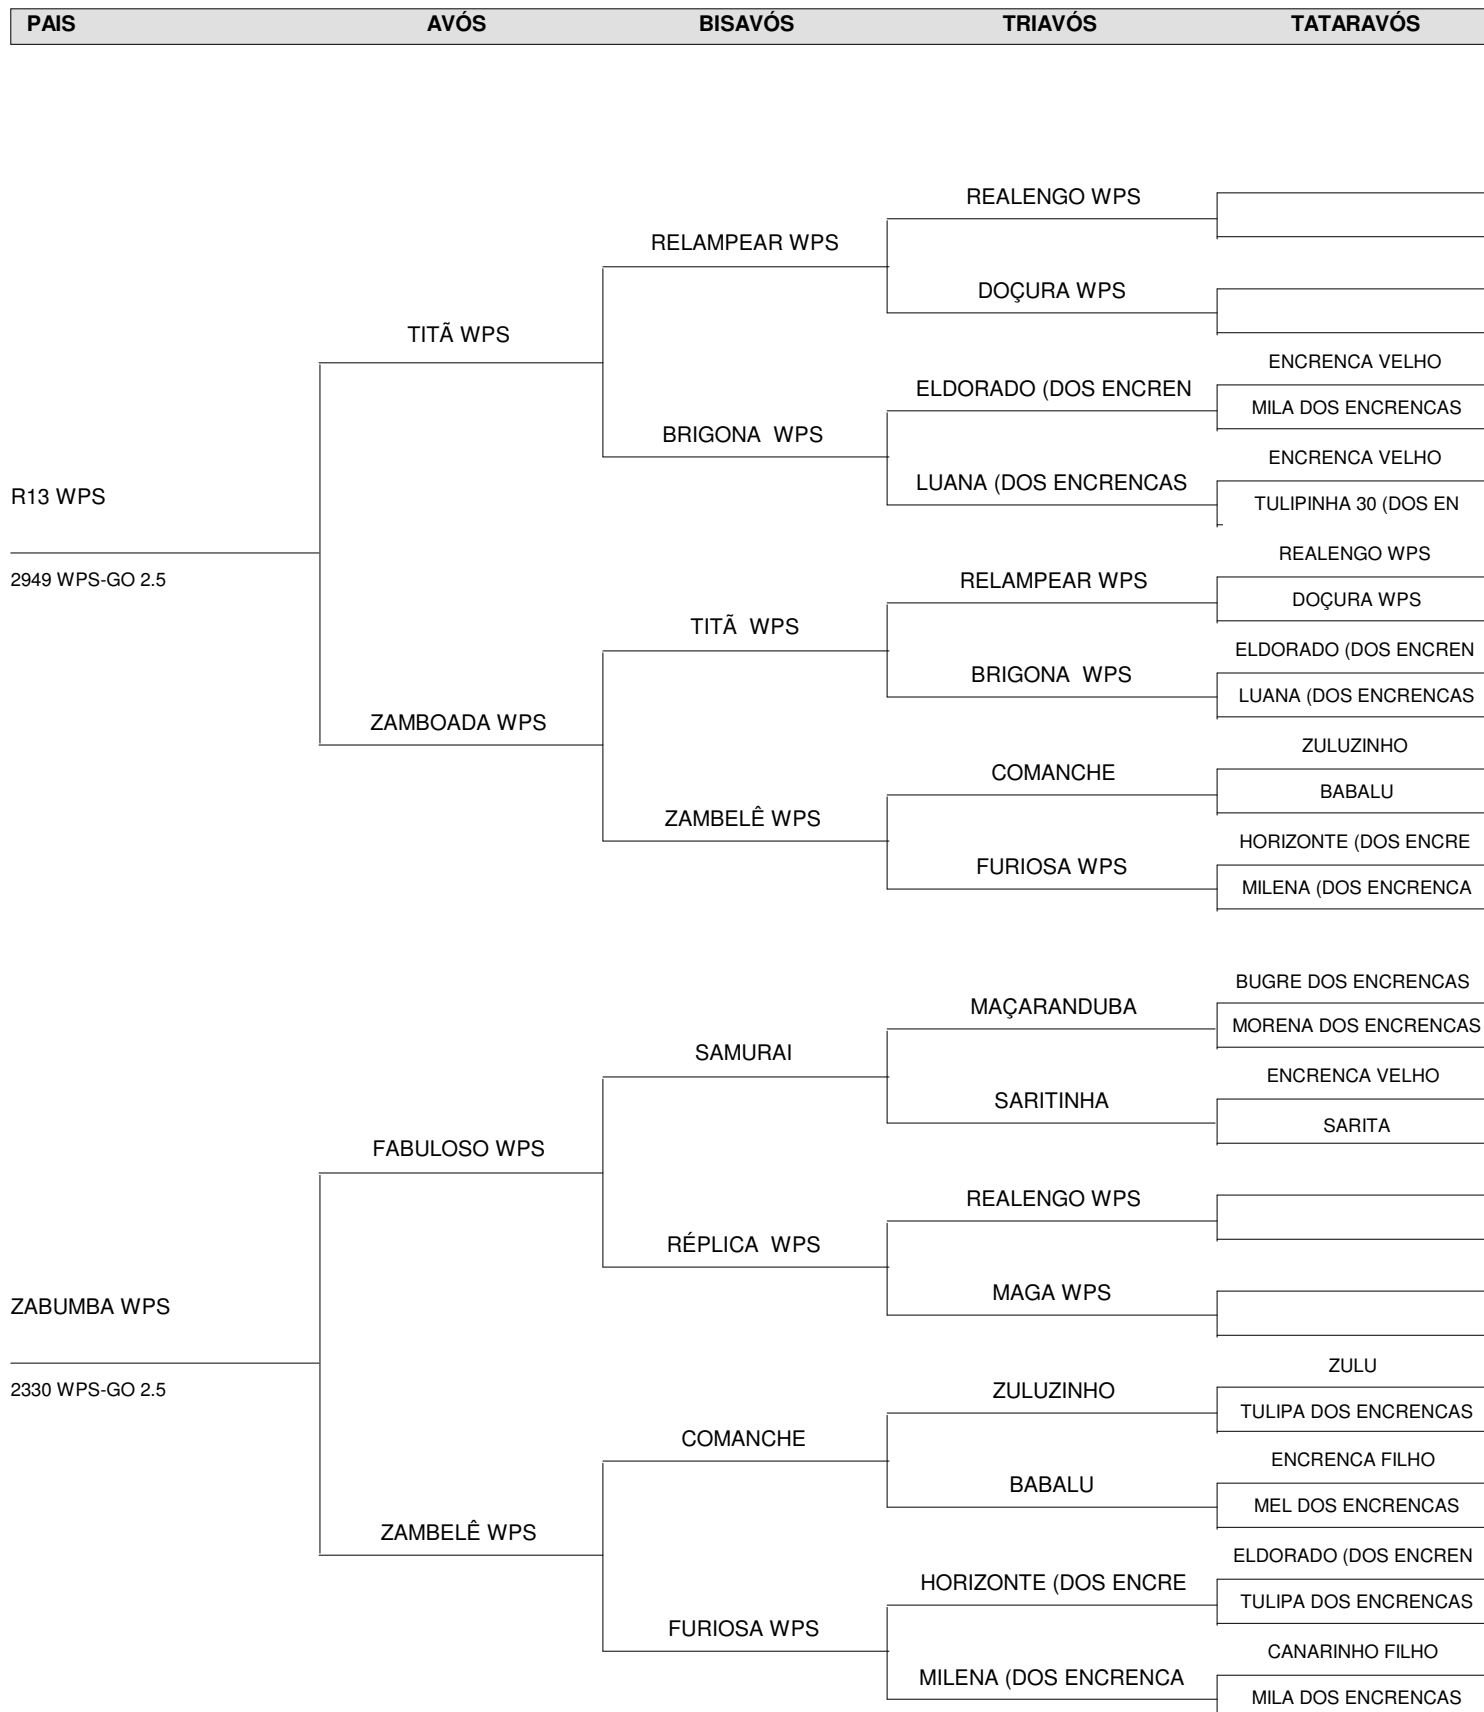 PAIS AVÓS BISAVÓS TRIAVÓS TATARAVÓS
REALENGO WPS
RELAMPEAR WPS
DOÇURA WPS
TITÃ WPS
ENCRENCA VELHO
ELDORADO (DOS ENCREN
MILA DOS ENCRENCAS
BRIGONA WPS
ENCRENCA VELHO
LUANA (DOS ENCRENCAS
R13 WPS
TULIPINHA 30 (DOS EN
REALENGO WPS
2949 WPS-GO 2.5
RELAMPEAR WPS
DOÇURA WPS
TITÃ WPS
ELDORADO (DOS ENCREN
BRIGONA WPS
LUANA (DOS ENCRENCAS
ZAMBOADA WPS
ZULUZINHO
COMANCHE
BABALU
ZAMBELÊ WPS
HORIZONTE (DOS ENCRE
FURIOSA WPS
MILENA (DOS ENCRENCA
BUGRE DOS ENCRENCAS
MAÇARANDUBA
MORENA DOS ENCRENCAS
SAMURAI
ENCRENCA VELHO
SARITINHA
SARITA
FABULOSO WPS
REALENGO WPS
RÉPLICA WPS
MAGA WPS
ZABUMBA WPS
ZULU
2330 WPS-GO 2.5
ZULUZINHO
TULIPA DOS ENCRENCAS
COMANCHE
ENCRENCA FILHO
BABALU
MEL DOS ENCRENCAS
ZAMBELÊ WPS
ELDORADO (DOS ENCREN
HORIZONTE (DOS ENCRE
TULIPA DOS ENCRENCAS
FURIOSA WPS
CANARINHO FILHO
MILENA (DOS ENCRENCA
MILA DOS ENCRENCAS